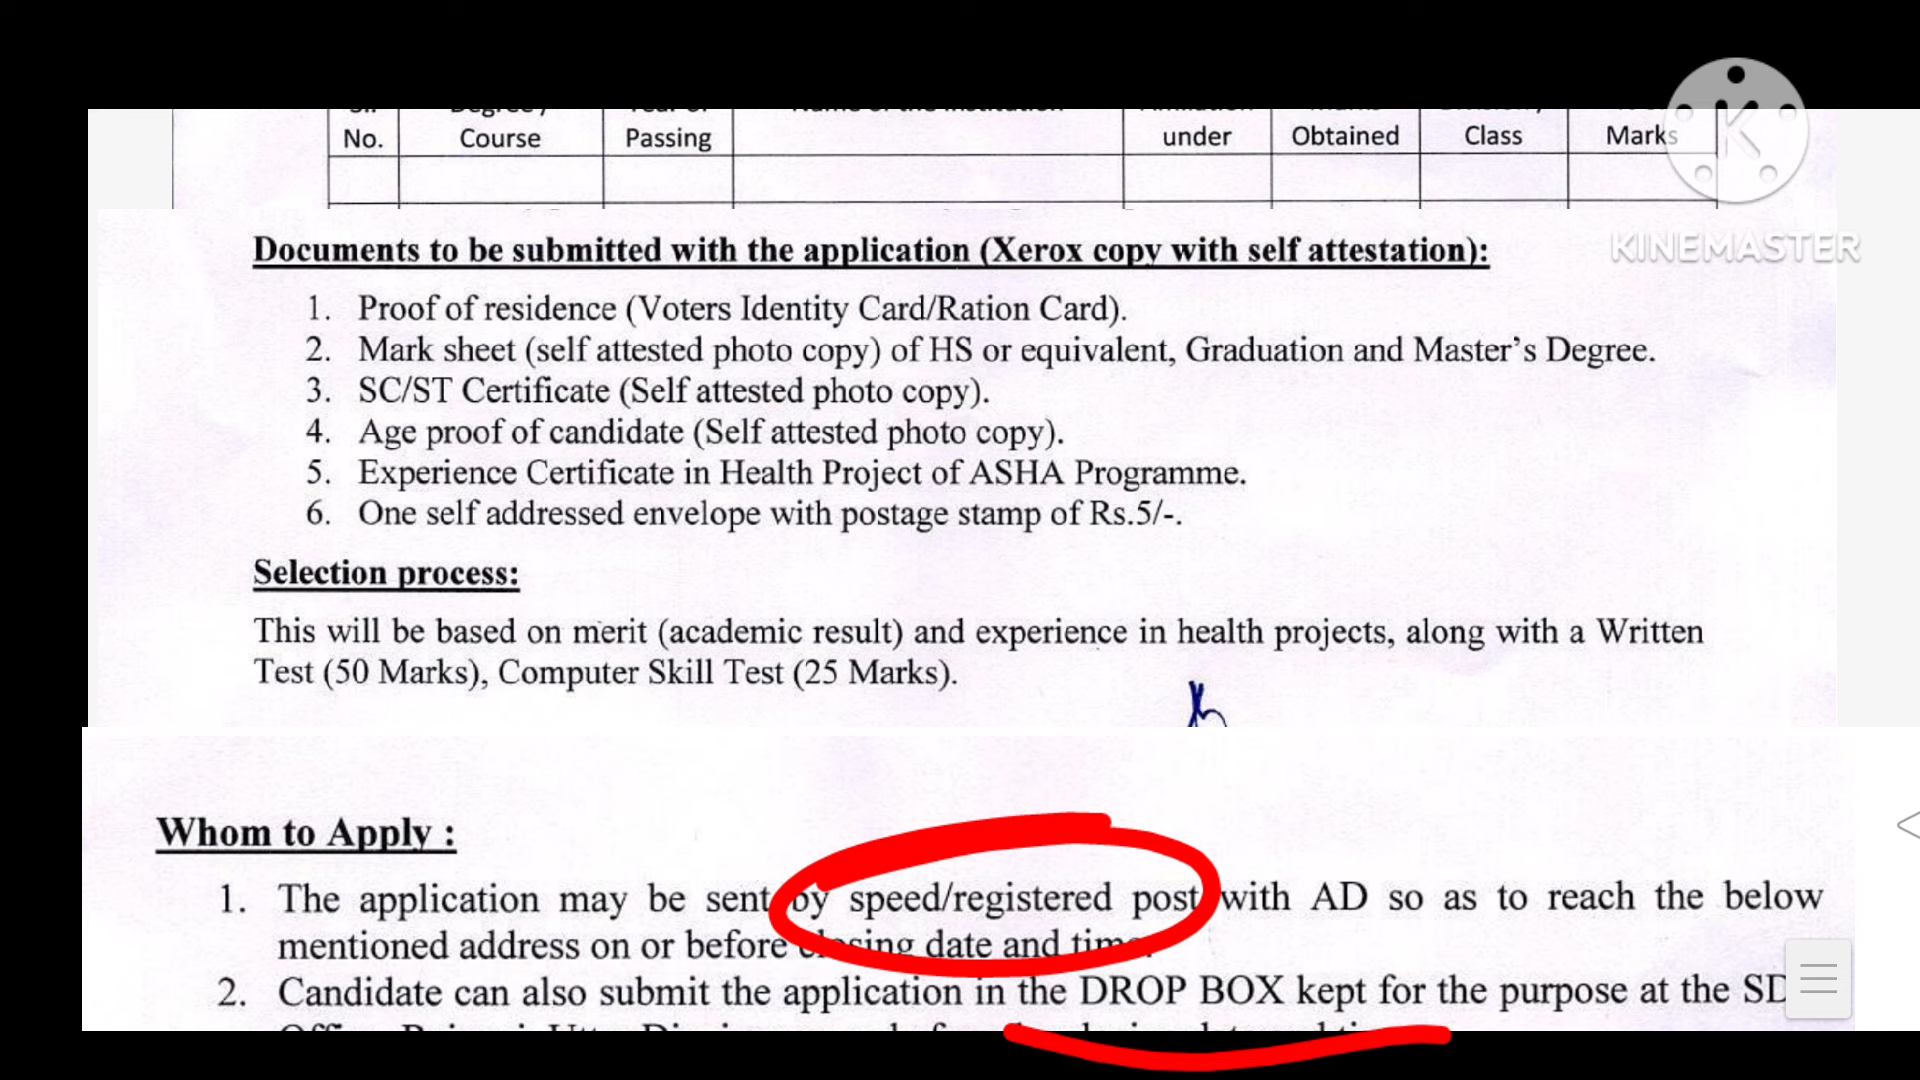 No. Course Passing under Obtained Class Marks
KINEMASTER
Documents to be submitted with the application (Xerox copy with self attestation):
1. Proof of residence (Voters Identity Card/Ration Card).
2. Mark sheet (self attested photo copy) of HS or equivalent, Graduation and Master's Degree.
3. SC/ST Certificate (Self attested photo copy).
4. Age proof of candidate (Self attested photo copy).
5. Experience Certificate in Health Project of ASHA Programme.
6. One self addressed envelope with postage stamp of Rs.5/-.
Selection process:
This will be based on merit (academic result) and experience in health projects, along with a Written
Test (50 Marks), Computer Skill Test (25 Marks).
Whom to Apply :
1. The application may be sent by speed/registered post with AD so as to reach the below
mentioned address on or before closing date and time.
2. Candidate can also submit the application in the DROP BOX kept for the purpose at the